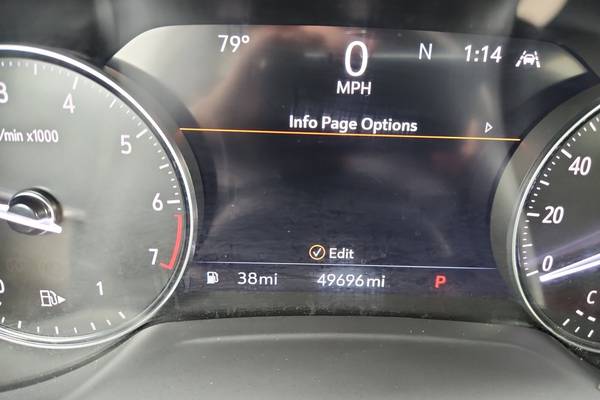 79° 0 N 1:14
MPH
Info Page Options
Edit
38mi 49696mi P
3 4 5 6 7
/min x1000
0 1
40
20
0
C